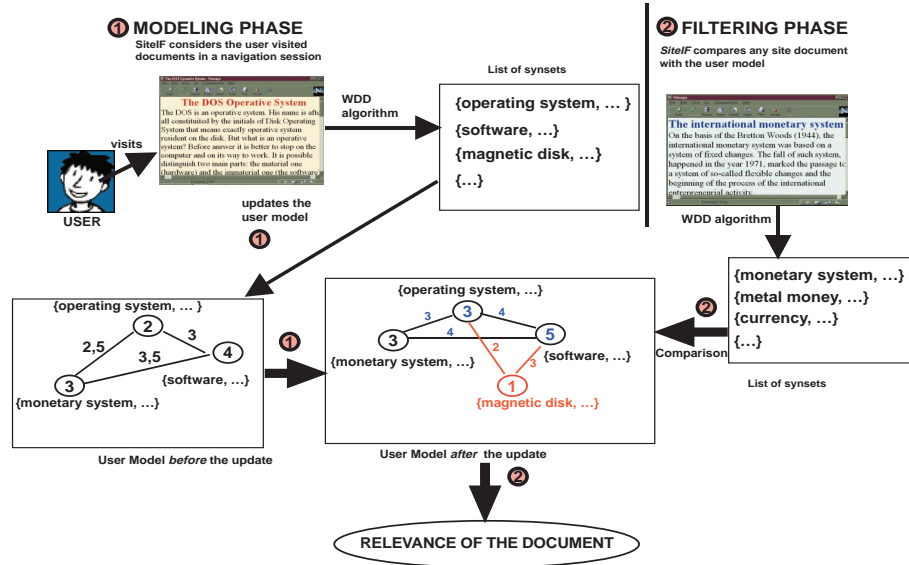 1 MODELING PHASE
SiteIF considers the user visited
documents in a navigation session
The DOS Operative System
The DOS is an operative system. His name is after
all constituted by the initials of Disk Operating
System that means exactly operative system
resident on the disk. But what is an operative
system? Before answer it is better to stop on the
computer and on its way to work. It is possible
distinguish two main parts: the material one
(hardware) and the immaterial one (the software
visits
USER
WDD
algorithm
List of synsets
{operating system, … }
{software, …}
{magnetic disk, …}
{…}
updates the
user model
1
2 FILTERING PHASE
SiteIF compares any site document
with the user model
The international monetary system
On the basis of the Bretton Woods (1944), the
international monetary system was based on a
system of fixed changes. The fall of such system,
happened in the year 1971, marked the passage to
a system of so-called flexible changes and the
beginning of the process of the international
entrepreneurial activity
WDD algorithm
{monetary system, …}
{metal money, …}
{currency, …}
{…}
List of synsets
2
Comparison
{operating system, … }
2
2,5
3
3,5
4
3
{software, …}
{monetary system, …}
User Model before the update
1
{operating system, …}
3
3
4
4
3
5
2
3
{monetary system, …}
{software, …}
1
{magnetic disk, …}
User Model after the update
2
RELEVANCE OF THE DOCUMENT